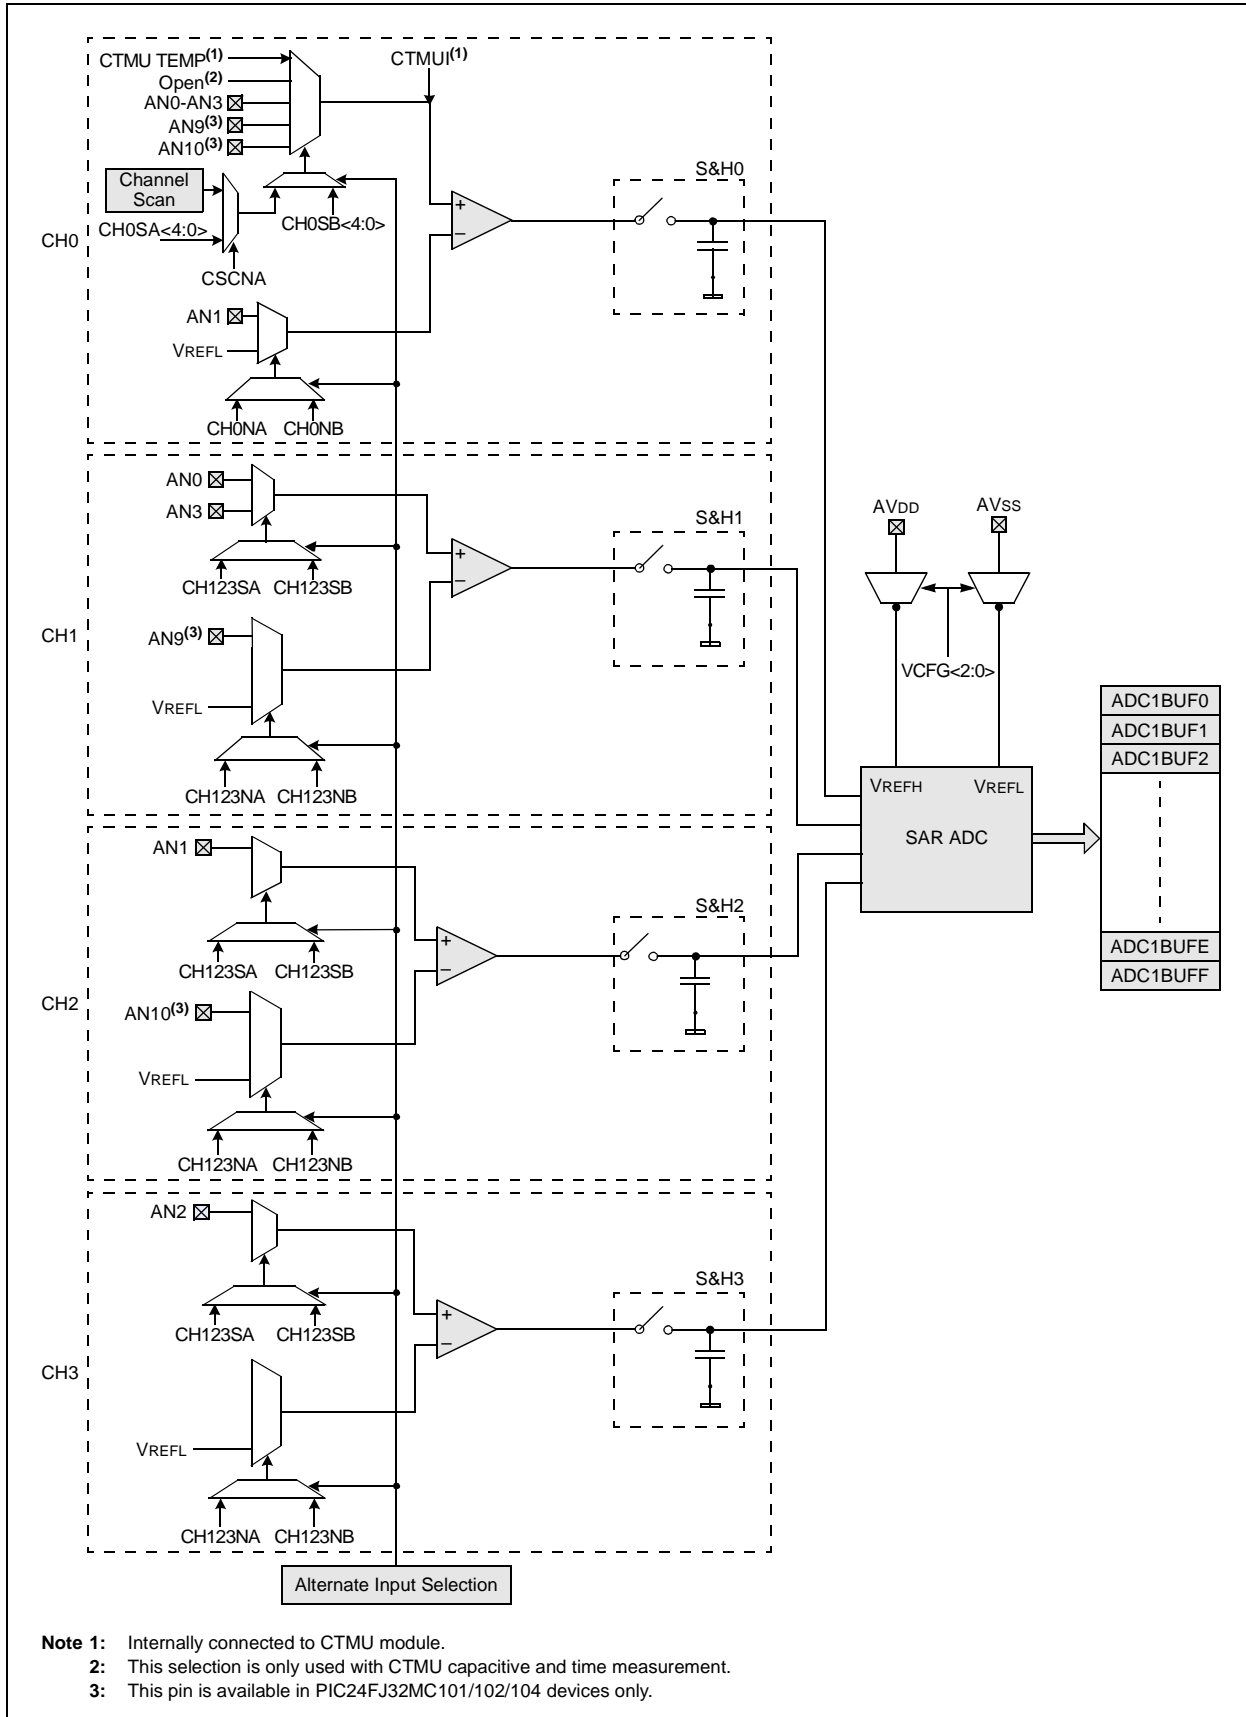 CTMU TEMP(1)
CTMUI(1)
Open(2)
AN0-AN3
AN9(3)
AN10(3)
S&H0
Channel
Scan
+
CH0SA<4:0>
CH0SB<4:0>
CH0
–
CSCNA
AN1
VREFL
CH0NA CH0NB
AN0
AN3
S&H1
AVDD AVSS
+
CH123SA CH123SB
–
CH1
AN9(3)
VCFG<2:0>
VREFL
ADC1BUF0
ADC1BUF1
ADC1BUF2
CH123NA CH123NB
VREFH VREFL
SAR ADC
AN1
S&H2
+
ADC1BUFE
CH123SA CH123SB
–
ADC1BUFF
CH2
AN10(3)
VREFL
CH123NA CH123NB
AN2
S&H3
+
CH123SA CH123SB
–
CH3
VREFL
CH123NA CH123NB
Alternate Input Selection
Note 1: Internally connected to CTMU module.
2: This selection is only used with CTMU capacitive and time measurement.
3: This pin is available in PIC24FJ32MC101/102/104 devices only.